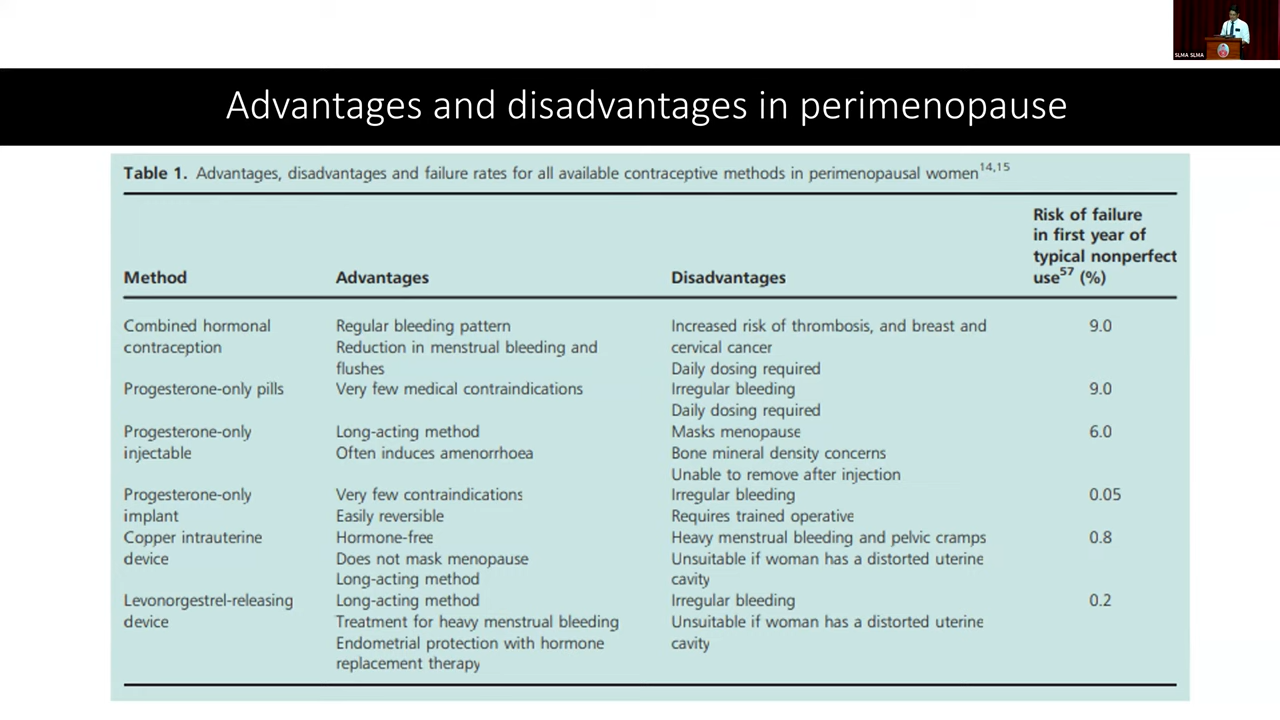 SLMA SLMA
Advantages and disadvantages in perimenopause
Table 1. Advantages, disadvantages and failure rates for all available contraceptive methods in perimenopausal women14,15
Risk of failure
in first year of
typical nonperfect
Method Advantages Disadvantages use57 (%)
Combined hormonal Regular bleeding pattern Increased risk of thrombosis, and breast and 9.0
contraception Reduction in menstrual bleeding and cervical cancer
flushes Daily dosing required
Progesterone-only pills Very few medical contraindications Irregular bleeding 9.0
Daily dosing required
Progesterone-only Long-acting method Masks menopause 6.0
injectable Often induces amenorrhoea Bone mineral density concerns
Unable to remove after injection
Progesterone-only Very few contraindications Irregular bleeding 0.05
implant Easily reversible Requires trained operative
Copper intrauterine Hormone-free Heavy menstrual bleeding and pelvic cramps 0.8
device Does not mask menopause Unsuitable if woman has a distorted uterine
Long-acting method cavity
Levonorgestrel-releasing Long-acting method Irregular bleeding 0.2
device Treatment for heavy menstrual bleeding Unsuitable if woman has a distorted uterine
Endometrial protection with hormone cavity
replacement therapy